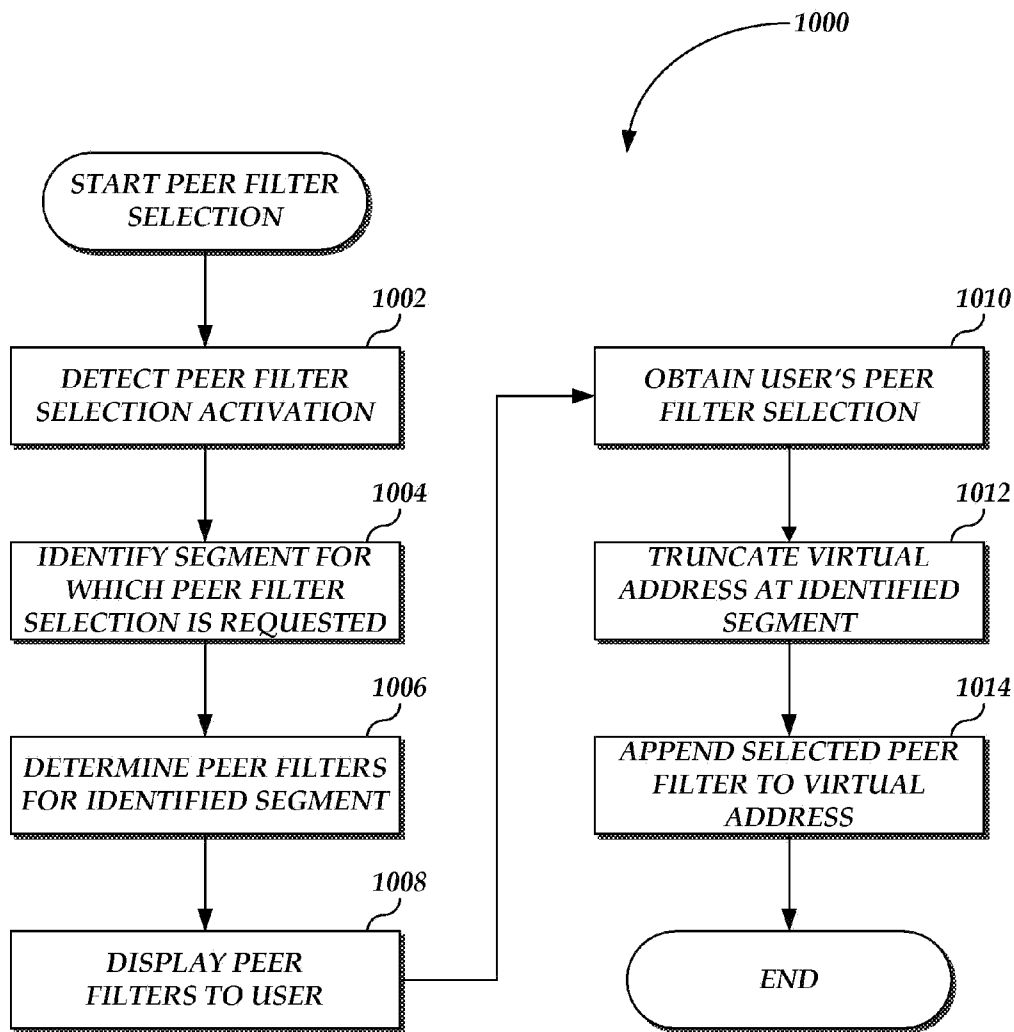 1000
START PEER FILTER
SELECTION
1002
DETECT PEER FILTER
SELECTION ACTIVATION
1004
IDENTIFY SEGMENT FOR
WHICH PEER FILTER
SELECTION IS REQUESTED
1006
DETERMINE PEER FILTERS
FOR IDENTIFIED SEGMENT
1008
DISPLAY PEER
FILTERS TO USER
1010
OBTAIN USER'S PEER
FILTER SELECTION
1012
TRUNCATE VIRTUAL
ADDRESS AT IDENTIFIED
SEGMENT
1014
APPEND SELECTED PEER
FILTER TO VIRTUAL
ADDRESS
END